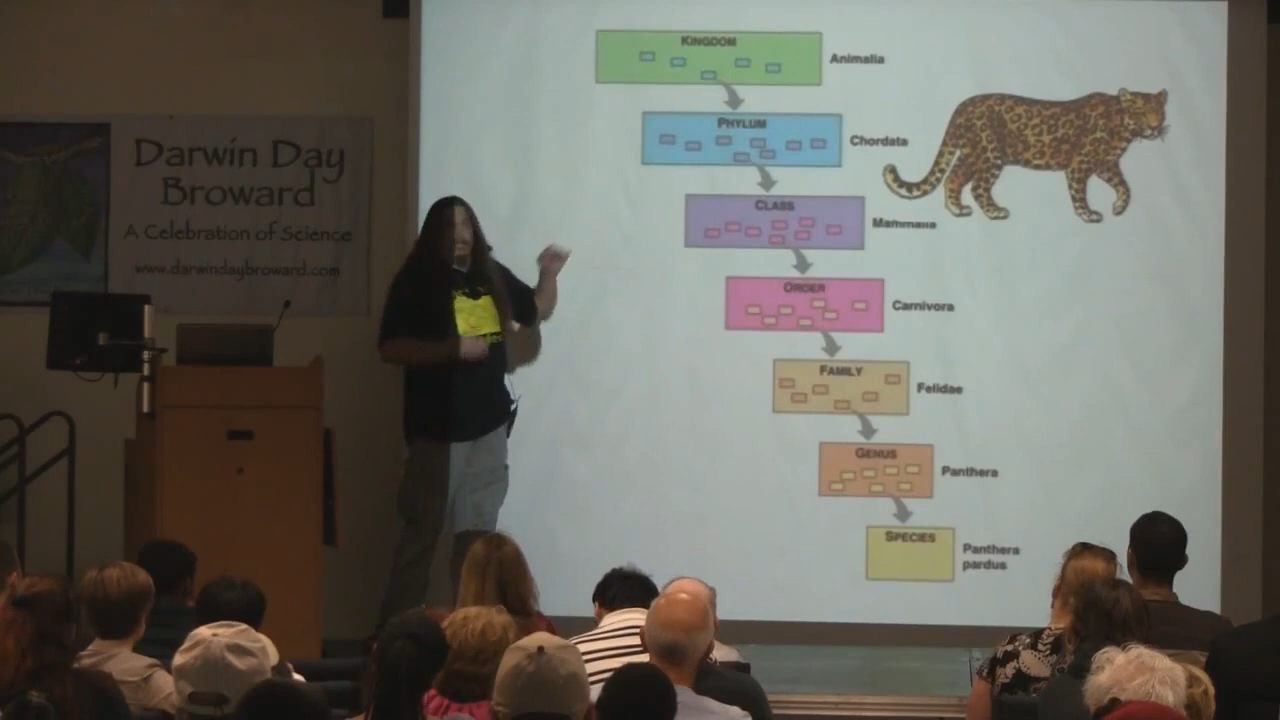 Darwin Day
Broward
A Celebration of Science
www.darwindaybroward.com
KINGDOM
Animalia
PHYLUM
Chordata
CLASS
Mammalia
ORDER
Carnivora
FAMILY
Felidae
GENUS
Panthera
SPECIES
Panthera
pardus